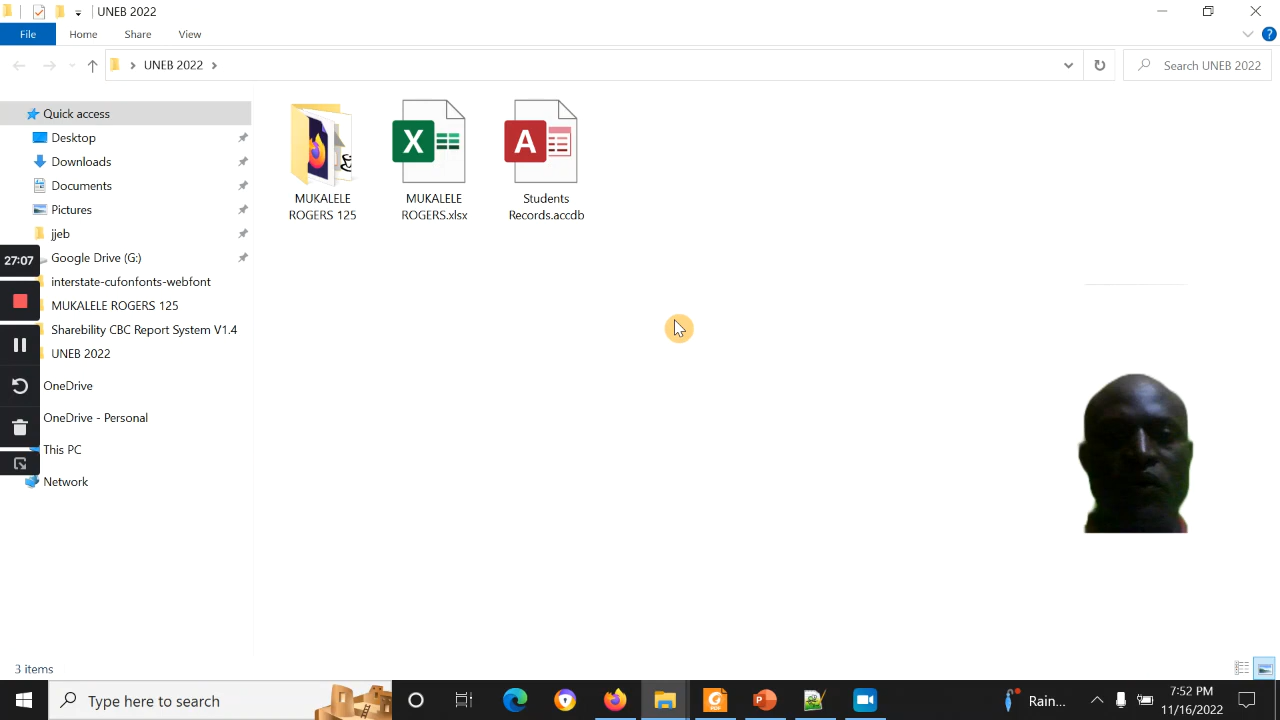 UNEB 2022
File Home Share View
UNEB 2022
Search UNEB 2022
Quick access
Desktop
Downloads
Documents
Pictures
jjeb
Google Drive (G:)
interstate-cufonfonts-webfont
MUKALELE ROGERS 125
Sharebility CBC Report System V1.4
UNEB 2022
OneDrive
OneDrive - Personal
This PC
Network
27:07
MUKALELE
ROGERS 125
MUKALELE
ROGERS.xlsx
Students
Records.accdb
3 items
Type here to search
Rain...
7:52 PM
11/16/2022